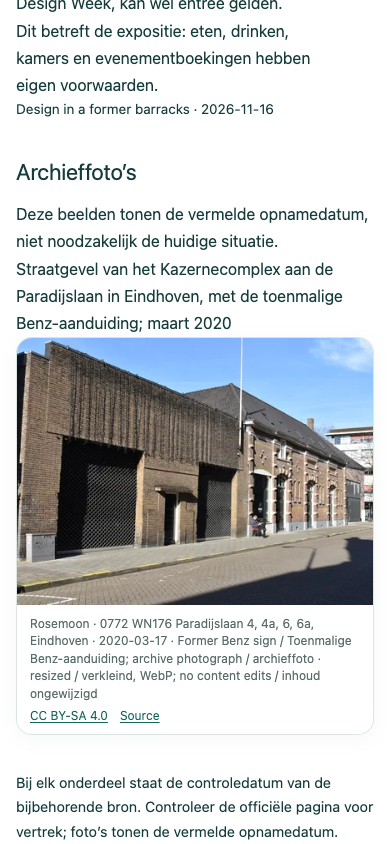 Design Week, kan wel entree gelden.
Dit betreft de expositie: eten, drinken,
kamers en evenementboekingen hebben
eigen voorwaarden.
Design in a former barracks · 2026-11-16
Archieffoto’s
Deze beelden tonen de vermelde opnamedatum,
niet noodzakelijk de huidige situatie.
Straatgevel van het Kazernecomplex aan de
Paradijslaan in Eindhoven, met de toenmalige
Benz-aanduiding; maart 2020
Rosemoon · 0772 WN176 Paradijslaan 4, 4a, 6, 6a,
Eindhoven · 2020-03-17 · Former Benz sign / Toenmalige
Benz-aanduiding; archive photograph / archieffoto ·
resized / verkleind, WebP; no content edits / inhoud
ongewijzigd
CC BY-SA 4.0 Source
Bij elk onderdeel staat de controledatum van de
bijbehorende bron. Controleer de officiële pagina voor
vertrek; foto’s tonen de vermelde opnamedatum.